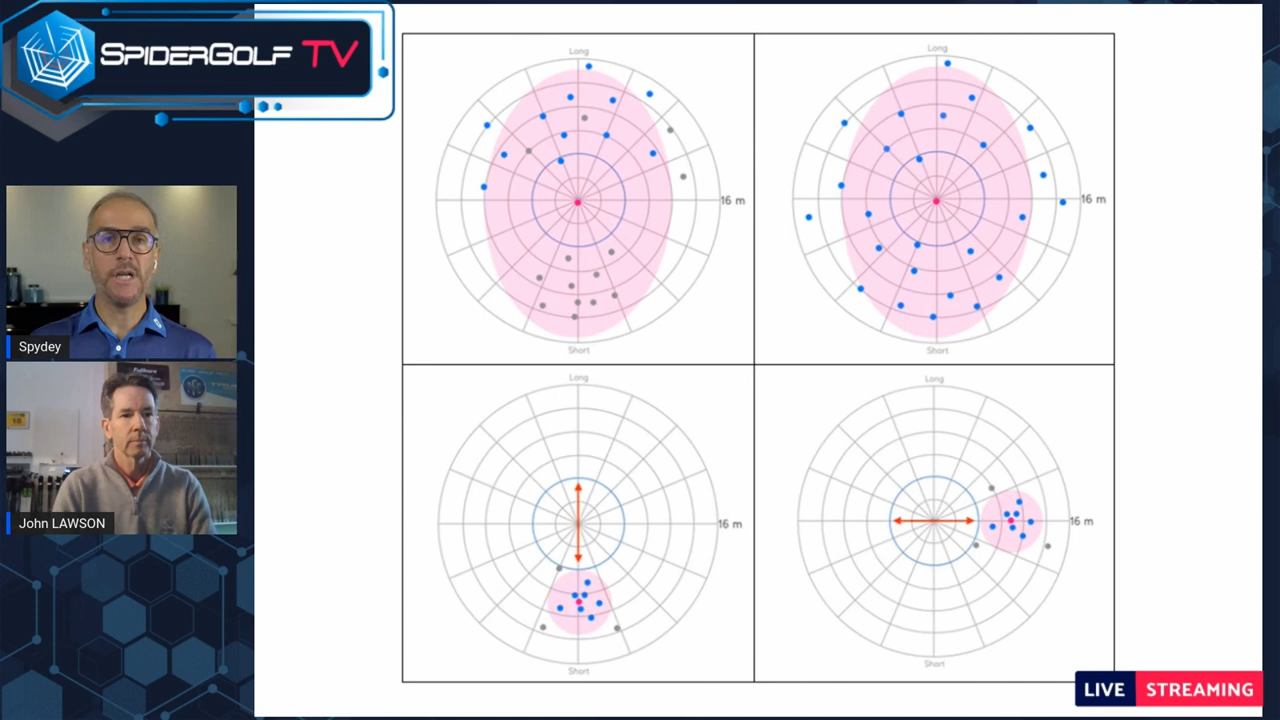 SPIDERGOLF TV
Long
16 m
Short
Long
16 m
Short
Long
16 m
Short
Long
16 m
Short
Spydey
John LAWSON
LIVE STREAMING